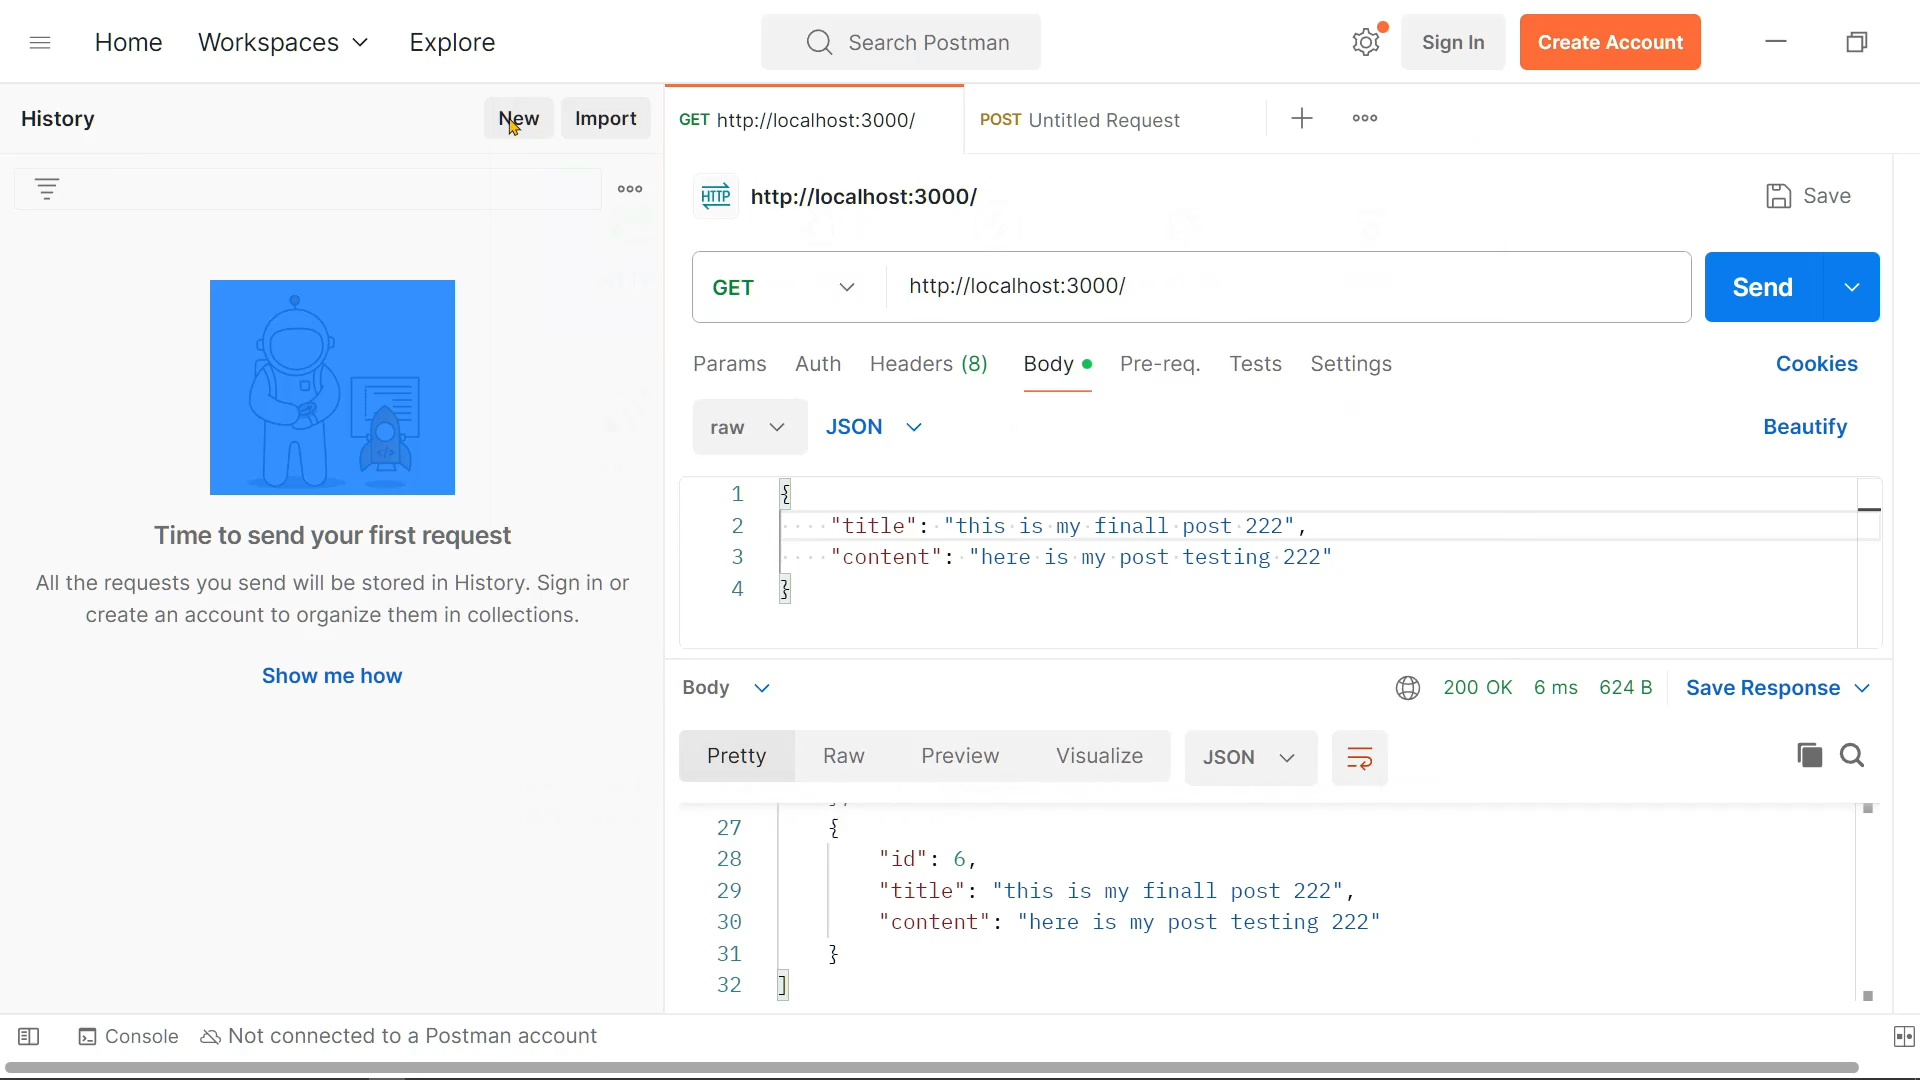 Home Workspaces Explore Search Postman Sign In Create Account
History New Import
GET http://localhost:3000/ POST Untitled Request
HTTP http://localhost:3000/ Save
GET http://localhost:3000/ Send
Params Auth Headers (8) Body Pre-req. Tests Settings Cookies
raw JSON Beautify
1 {
2 "title": "this is my finall post 222",
3 "content": "here is my post testing 222"
4 }
Time to send your first request
All the requests you send will be stored in History. Sign in or
create an account to organize them in collections.
Show me how
Body 200 OK 6 ms 624 B Save Response
Pretty Raw Preview Visualize JSON
27 {
28 "id": 6,
29 "title": "this is my finall post 222",
30 "content": "here is my post testing 222"
31 }
32 ]
Console Not connected to a Postman account